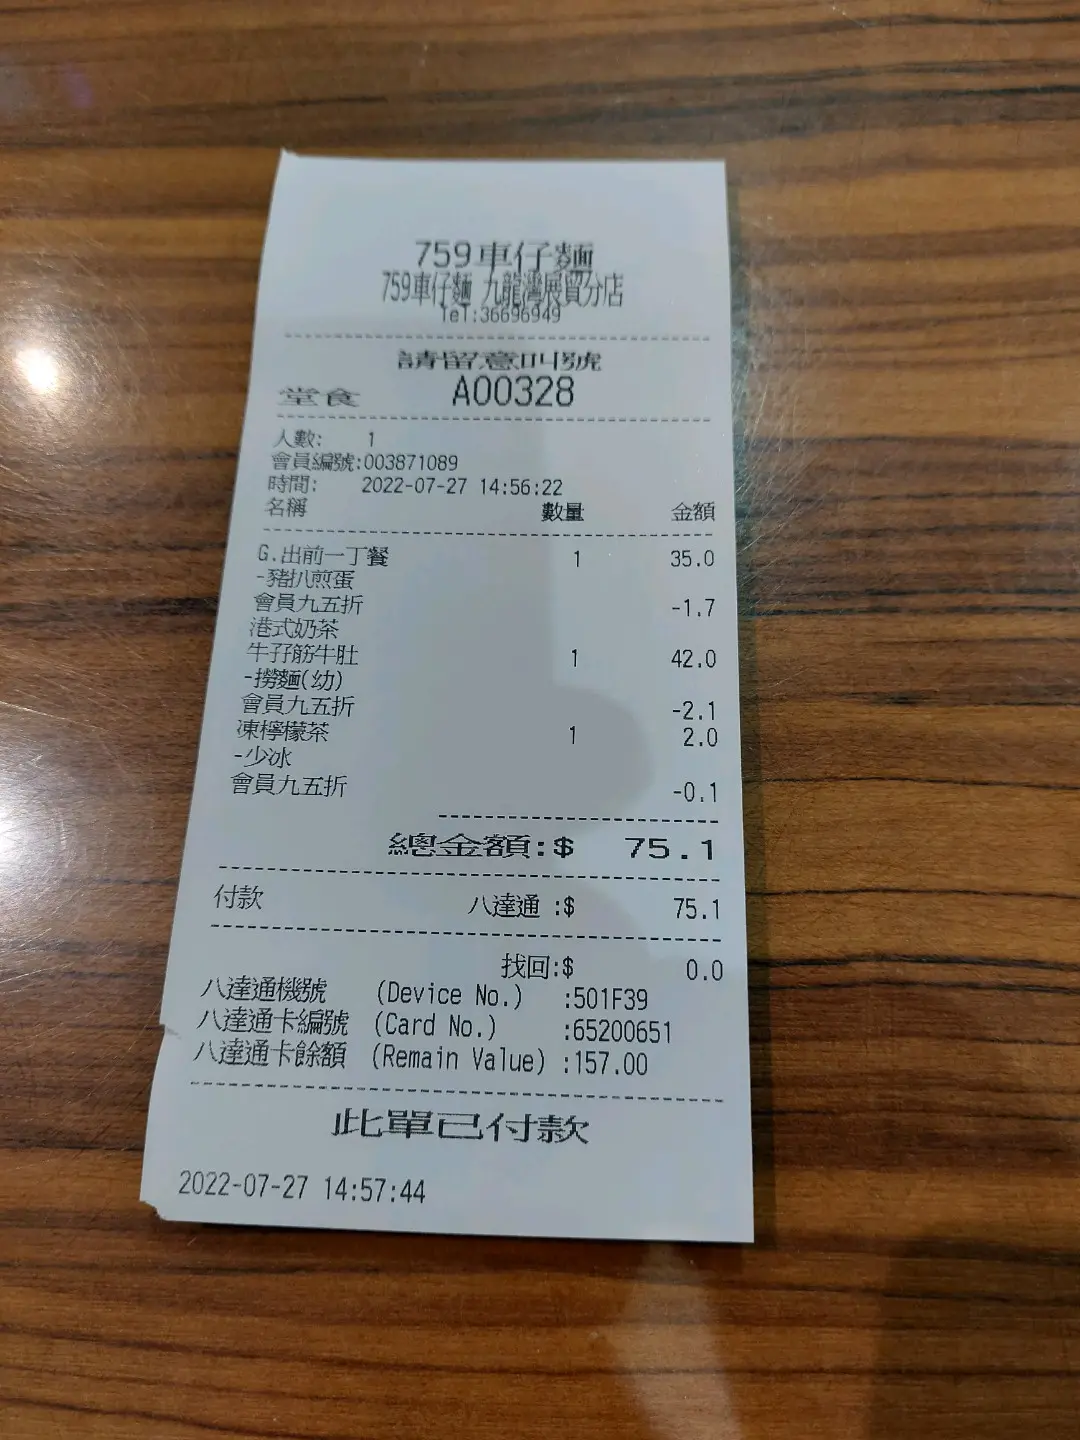 759車仔麵
759車仔麵 九龍灣展貿分店
Tel:36696949
請留意叫號
堂食 A00328
人數: 1
會員編號:003871089
時間: 2022-07-27 14:56:22
名稱 數量 金額
G.出前一丁餐 1 35.0
-豬扒煎蛋
會員九五折 -1.7
港式奶茶
牛孖筋牛肚 1 42.0
-撈麵(幼)
會員九五折 -2.1
凍檸檬茶 1 2.0
-少冰
會員九五折 -0.1
總金額:$ 75.1
付款 八達通 :$ 75.1
找回:$ 0.0
八達通機號 (Device No.) :501F39
八達通卡編號 (Card No.) :65200651
八達通卡餘額 (Remain Value) :157.00
此單已付款
2022-07-27 14:57:44